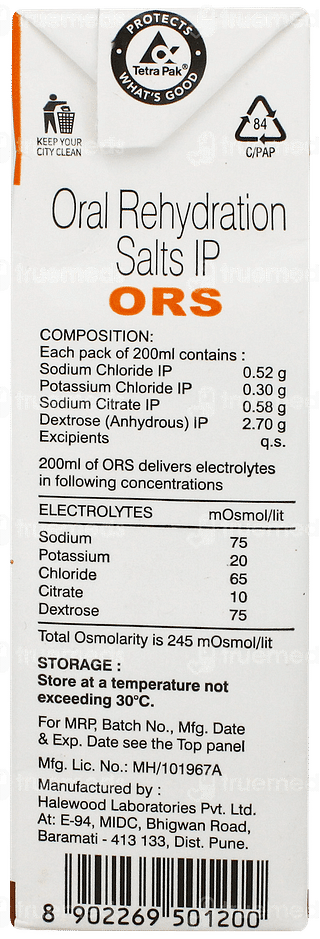 PROTECTS
Tetra Pak®
WHAT'S GOOD
KEEP YOUR
CITY CLEAN
84
C/PAP
Oral Rehydration
Salts IP
ORS
COMPOSITION:
Each pack of 200ml contains :
Sodium Chloride IP 0.52 g
Potassium Chloride IP 0.30 g
Sodium Citrate IP 0.58 g
Dextrose (Anhydrous) IP 2.70 g
Excipients q.s.
200ml of ORS delivers electrolytes
in following concentrations
ELECTROLYTES mOsmol/lit
Sodium 75
Potassium 20
Chloride 65
Citrate 10
Dextrose 75
Total Osmolarity is 245 mOsmol/lit
STORAGE :
Store at a temperature not
exceeding 30°C.
For MRP, Batch No., Mfg. Date
& Exp. Date see the Top panel
Mfg. Lic. No.: MH/101967A
Manufactured by :
Halewood Laboratories Pvt. Ltd.
At: E-94, MIDC, Bhigwan Road,
Baramati - 413 133, Dist. Pune.
8 902269 501200
truemeds